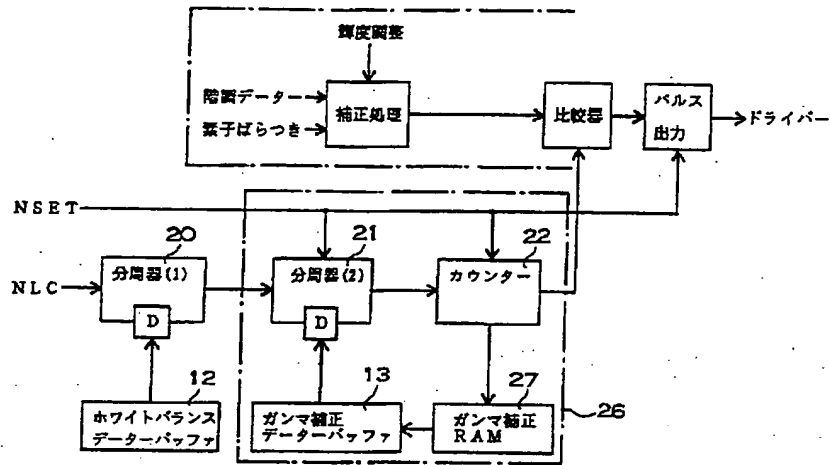 輝度調整
階調データー
素子ばらつき
補正処理
比較器
パルス
出力
ドライバー
NSET
20
21
22
分周器(1)
分周器(2)
カウンター
NLC
D
D
12
13
27
ホワイトバランス
データーバッファ
ガンマ補正
データーバッファ
ガンマ補正
RAM
26